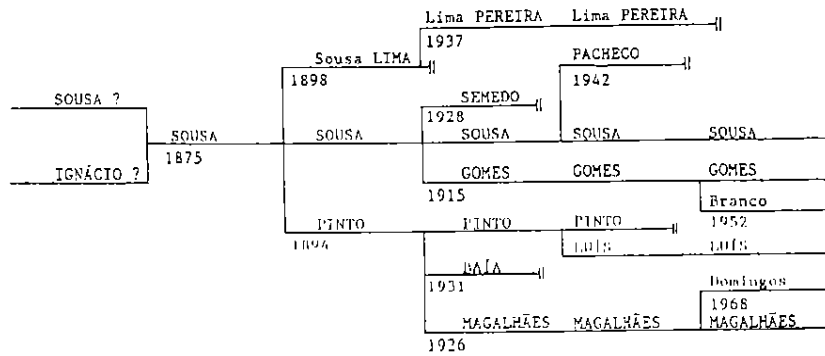 Lima PEREIRA Lima PEREIRA
1937
Sousa LIMA PACHECO
1898 1942
SOUSA ? SEMEDO
1928
SOUSA SOUSA SOUSA SOUSA SOUSA
1875
IGNÁCIO ? GOMES GOMES GOMES
1915
Branco
PINTO PINTO PINTO 1952
1894 LUÍS LUÍS
BAÍA
1931 Domingos
1968
MAGALHÃES MAGALHÃES MAGALHÃES
1926